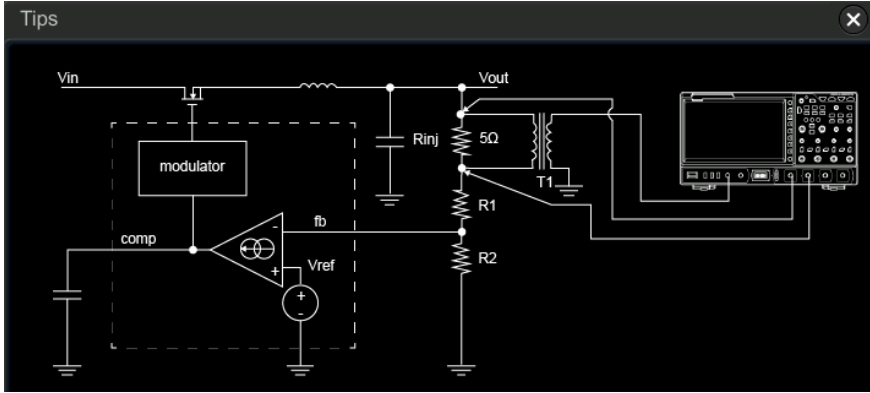 Tips
Vin
Vout
Rinj
5Ω
modulator
T1
R1
comp
fb
-
+
Vref
+
-
R2